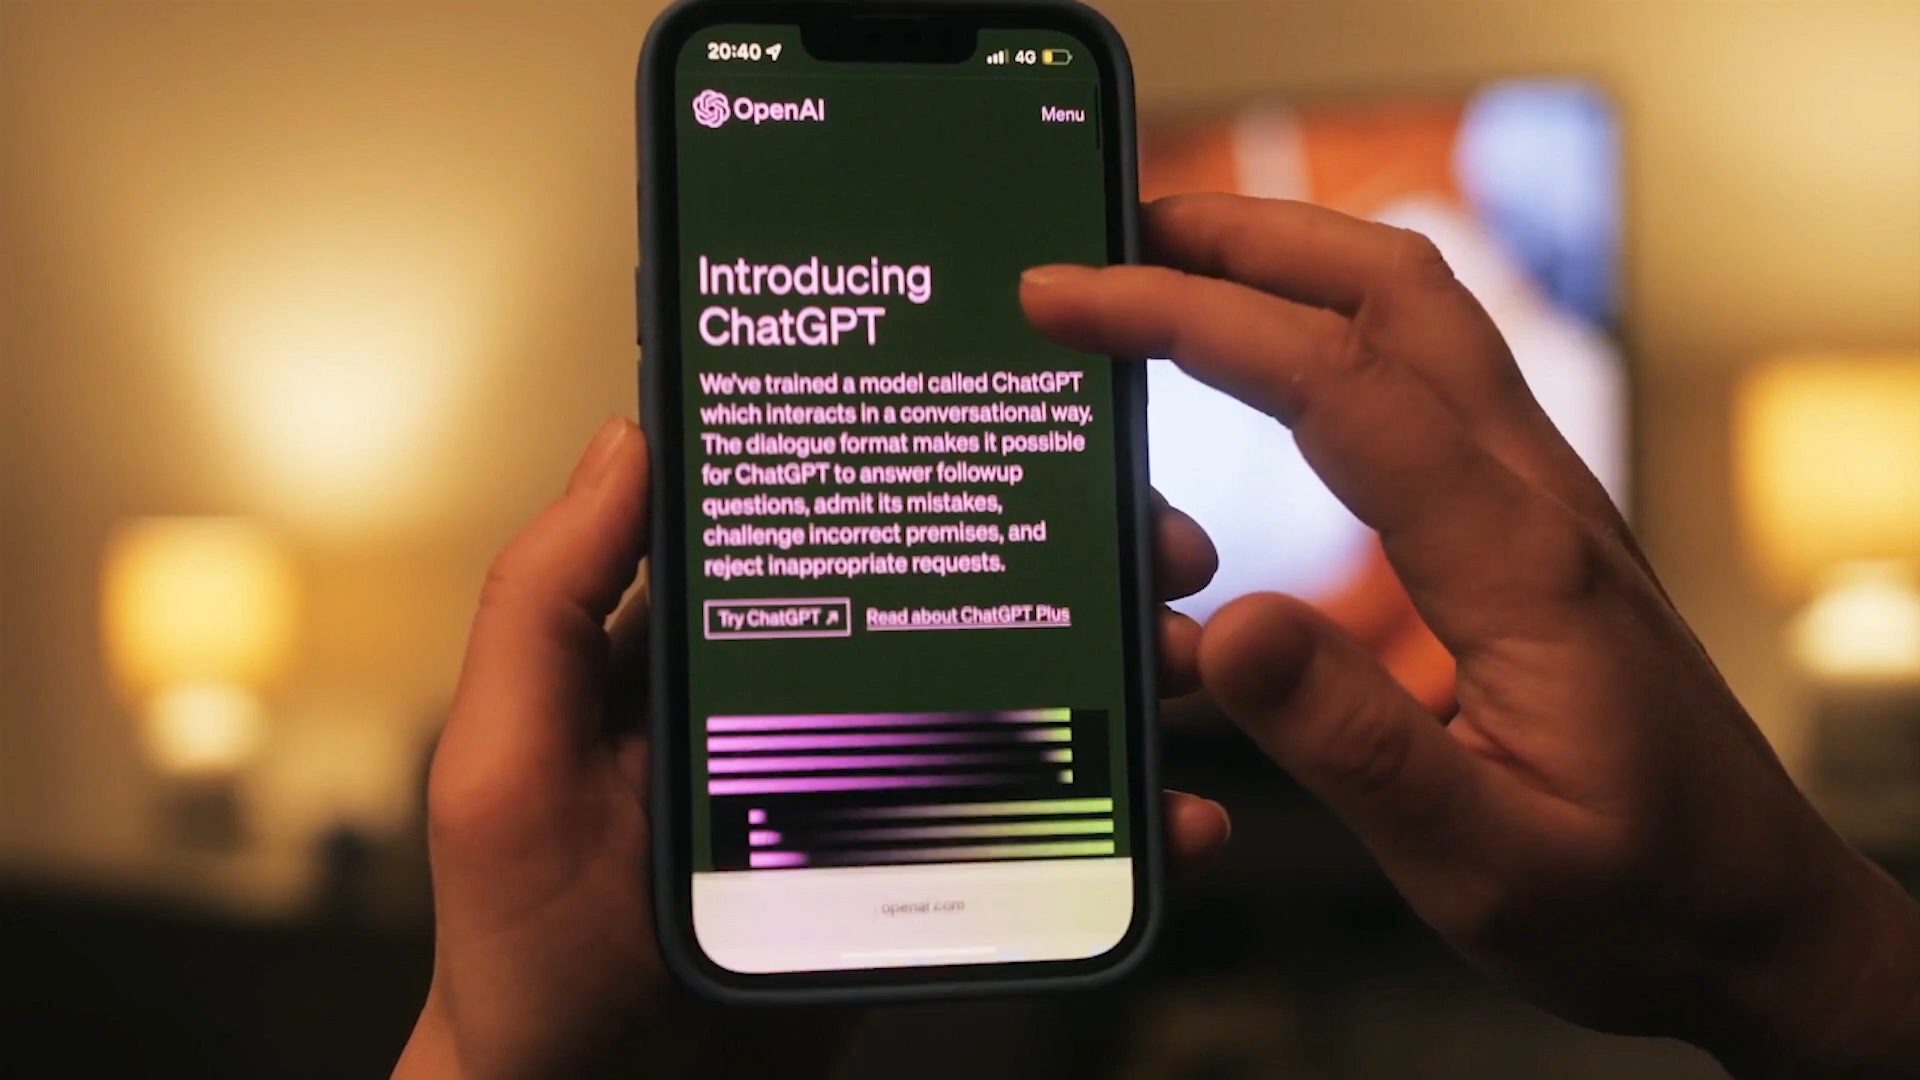 20:40
4G
OpenAI
Menu
Introducing
ChatGPT
We've trained a model called ChatGPT
which interacts in a conversational way.
The dialogue format makes it possible
for ChatGPT to answer followup
questions, admit its mistakes,
challenge incorrect premises, and
reject inappropriate requests.
Try ChatGPT ↗
Read about ChatGPT Plus
openai.com